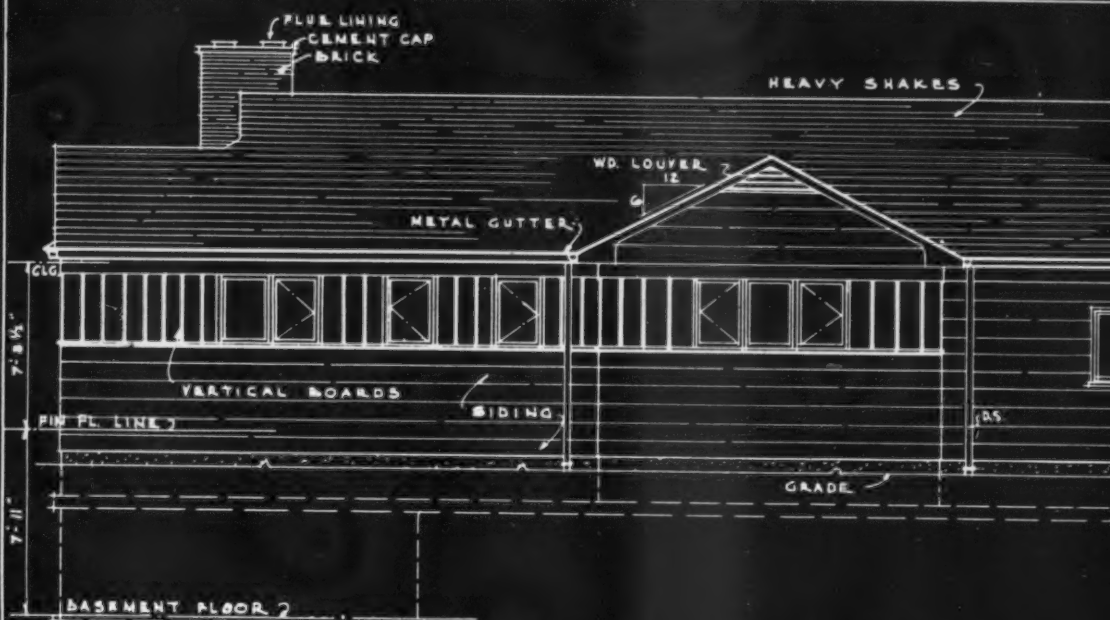 FLUE LINING
CEMENT CAP
BRICK
HEAVY SHAKES
WD. LOUVER
12
6
METAL GUTTER
CLG.
7'-8½"
VERTICAL BOARDS
SIDING
FIN FL. LINE
D.S.
GRADE
7'-11"
BASEMENT FLOOR